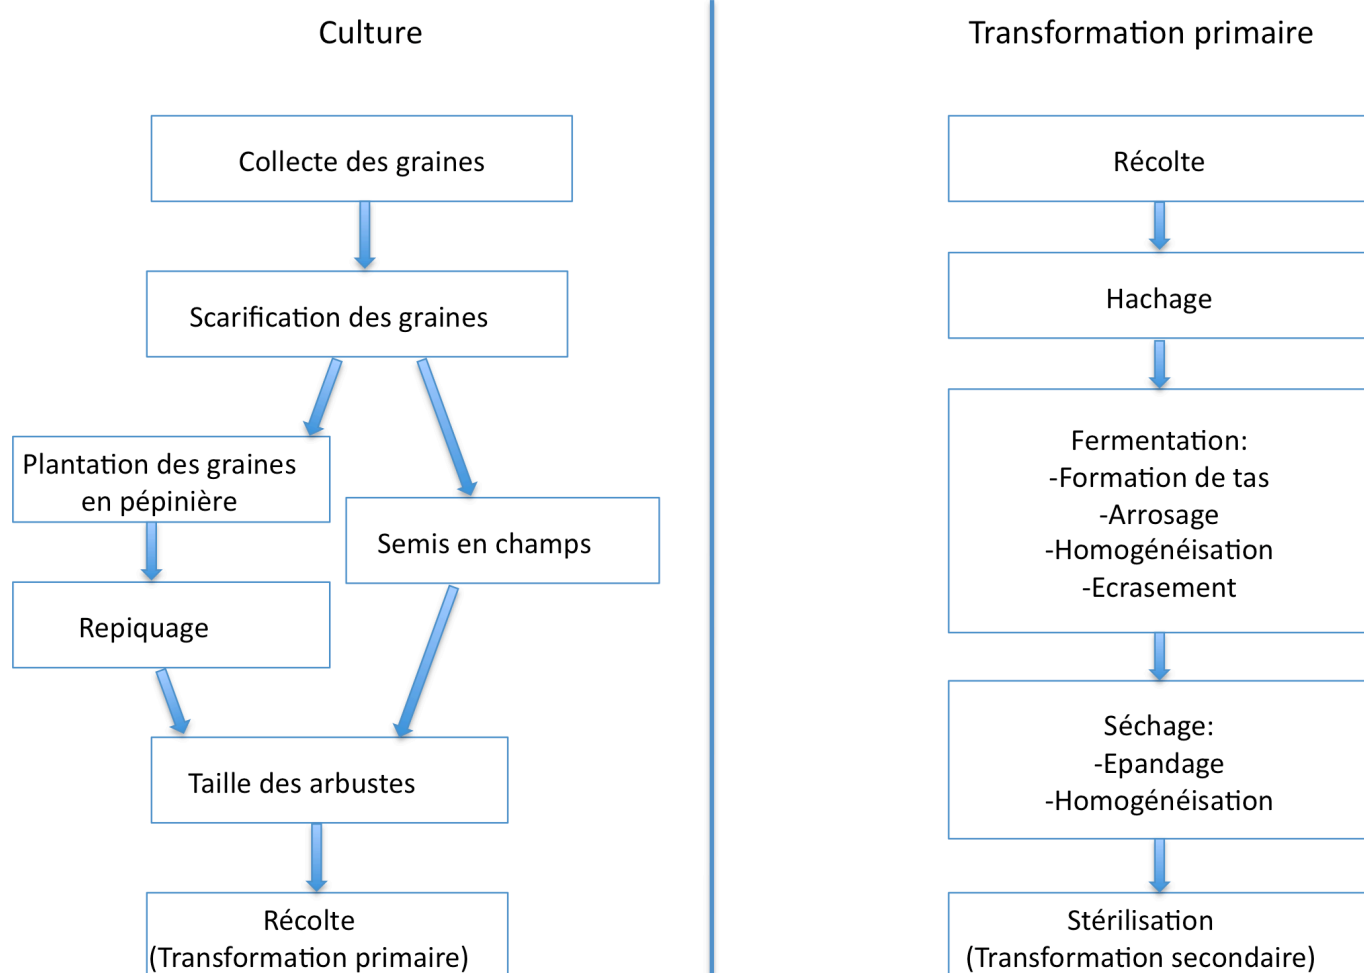 Culture
Collecte des graines
Scarification des graines
Plantation des graines
en pépinière
Semis en champs
Repiquage
Taille des arbustes
Récolte
(Transformation primaire)
Transformation primaire
Récolte
Hachage
Fermentation:
-Formation de tas
-Arrosage
-Homogénéisation
-Ecrasement
Séchage:
-Epandage
-Homogénéisation
Stérilisation
(Transformation secondaire)